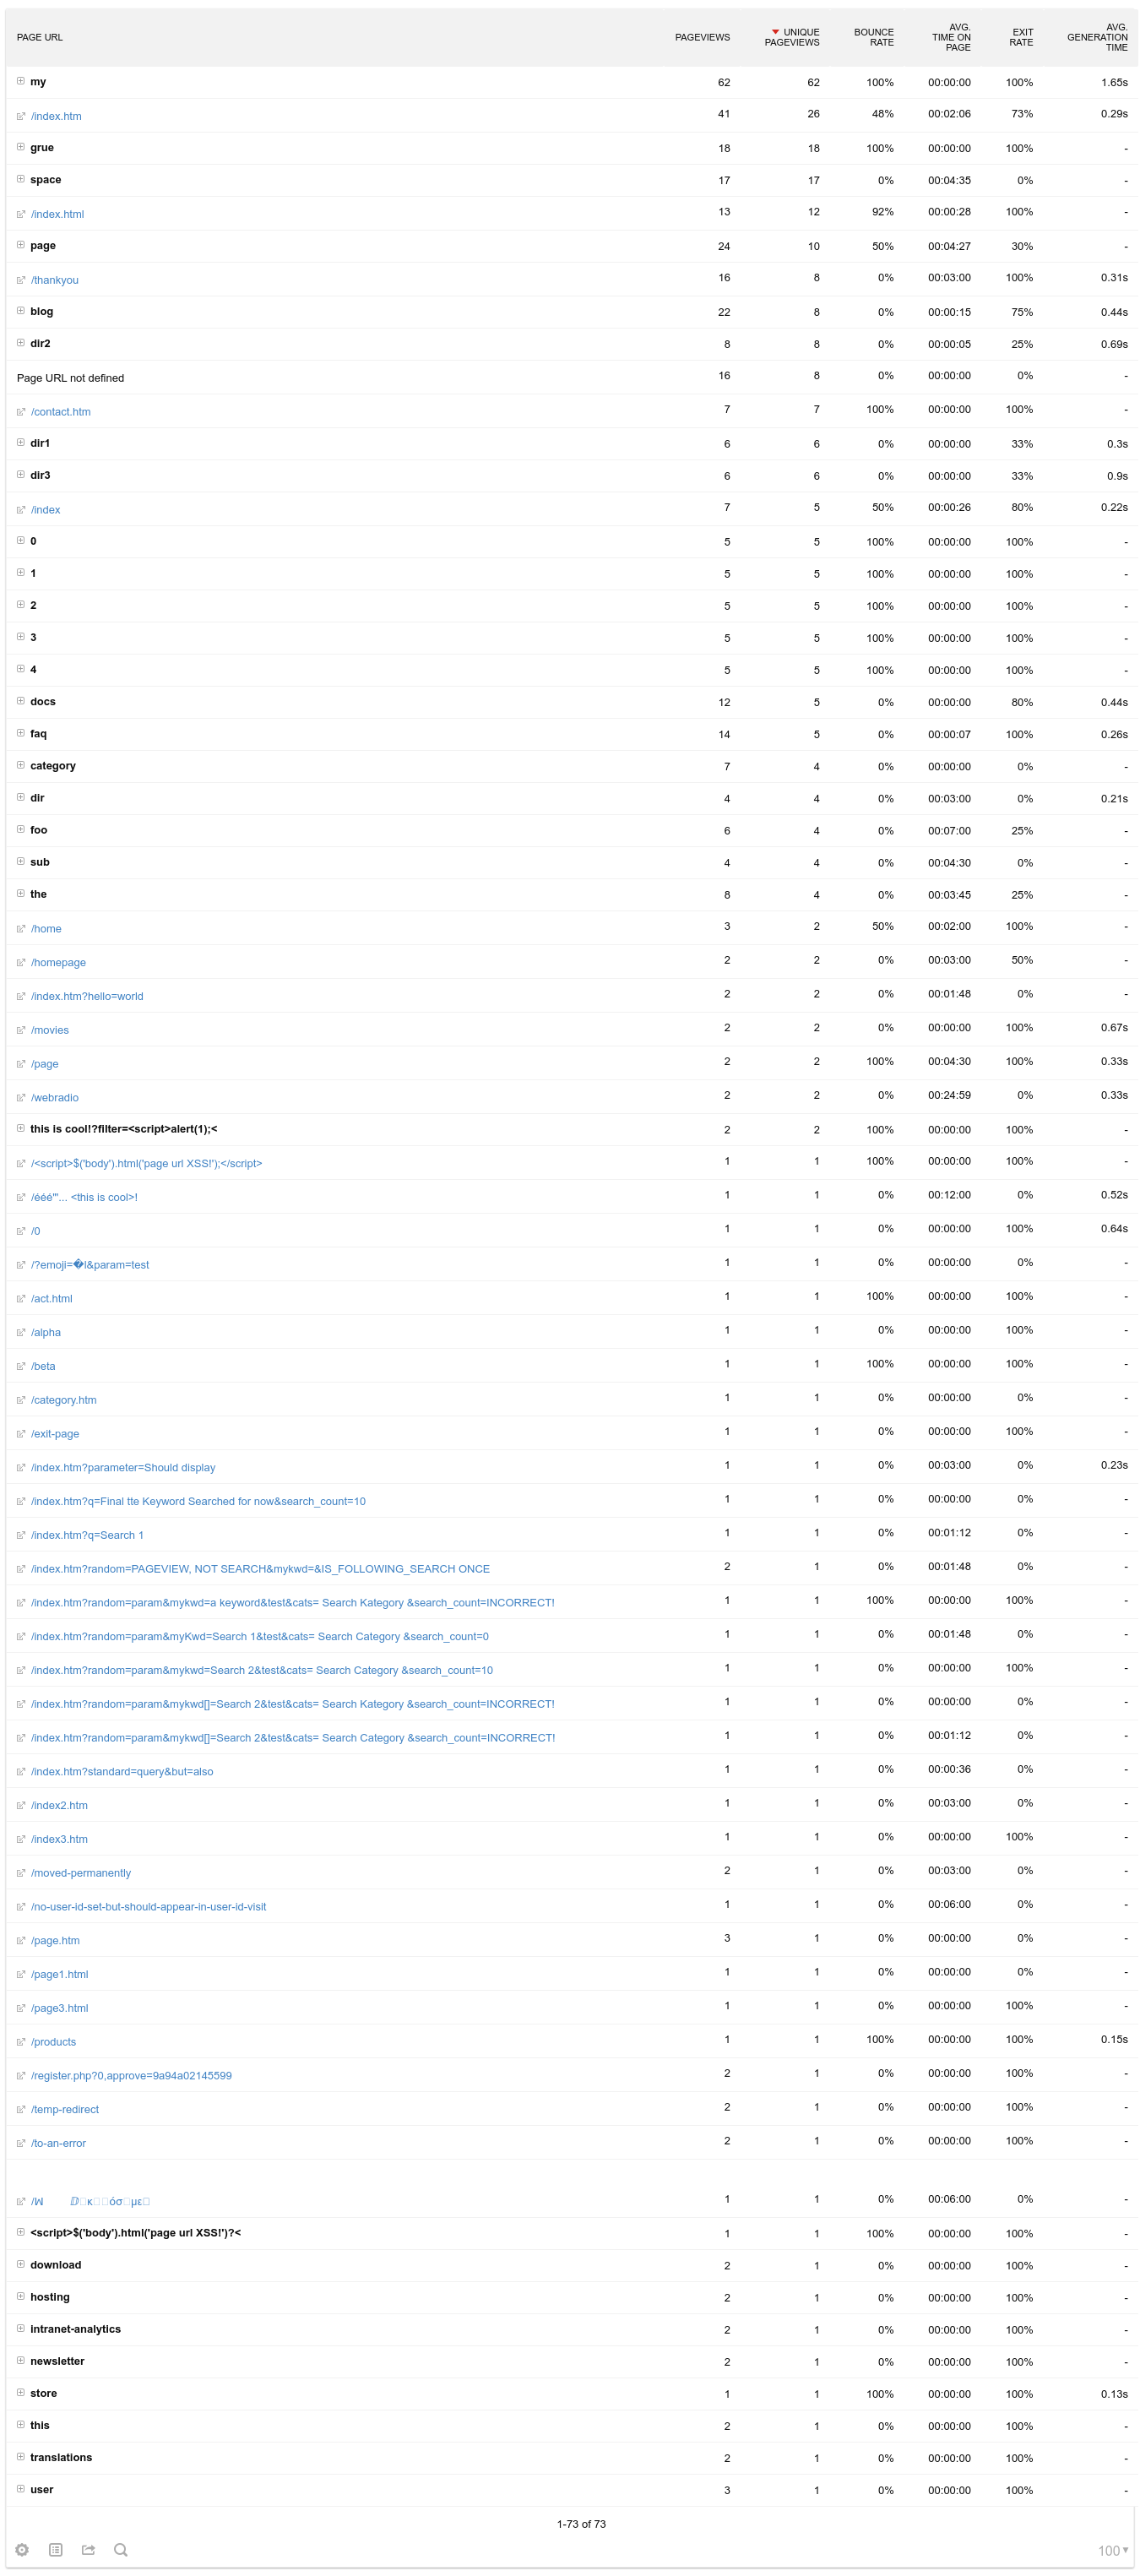 PAGE URL PAGEVIEWS UNIQUE PAGEVIEWS BOUNCE RATE AVG. TIME ON PAGE EXIT RATE AVG. GENERATION TIME
my 62 62 100% 00:00:00 100% 1.65s
/index.htm 41 26 48% 00:02:06 73% 0.29s
grue 18 18 100% 00:00:00 100% -
space 17 17 0% 00:04:35 0% -
/index.html 13 12 92% 00:00:28 100% -
page 24 10 50% 00:04:27 30% -
/thankyou 16 8 0% 00:03:00 100% 0.31s
blog 22 8 0% 00:00:15 75% 0.44s
dir2 8 8 0% 00:00:05 25% 0.69s
Page URL not defined 16 8 0% 00:00:00 0% -
/contact.htm 7 7 100% 00:00:00 100% -
dir1 6 6 0% 00:00:00 33% 0.3s
dir3 6 6 0% 00:00:00 33% 0.9s
/index 7 5 50% 00:00:26 80% 0.22s
0 5 5 100% 00:00:00 100% -
1 5 5 100% 00:00:00 100% -
2 5 5 100% 00:00:00 100% -
3 5 5 100% 00:00:00 100% -
4 5 5 100% 00:00:00 100% -
docs 12 5 0% 00:00:00 80% 0.44s
faq 14 5 0% 00:00:07 100% 0.26s
category 7 4 0% 00:00:00 0% -
dir 4 4 0% 00:03:00 0% 0.21s
foo 6 4 0% 00:07:00 25% -
sub 4 4 0% 00:04:30 0% -
the 8 4 0% 00:03:45 25% -
/home 3 2 50% 00:02:00 100% -
/homepage 2 2 0% 00:03:00 50% -
/index.htm?hello=world 2 2 0% 00:01:48 0% -
/movies 2 2 0% 00:00:00 100% 0.67s
/page 2 2 100% 00:04:30 100% 0.33s
/webradio 2 2 0% 00:24:59 0% 0.33s
this is cool!?filter=<script>alert(1);< 2 2 100% 00:00:00 100% -
/<script>$('body').html('page url XSS!');</script> 1 1 100% 00:00:00 100% -
/ééé"'... <this is cool>! 1 1 0% 00:12:00 0% 0.52s
/0 1 1 0% 00:00:00 100% 0.64s
/?emoji=�l&param=test 1 1 0% 00:00:00 0% -
/act.html 1 1 100% 00:00:00 100% -
/alpha 1 1 0% 00:00:00 100% -
/beta 1 1 100% 00:00:00 100% -
/category.htm 1 1 0% 00:00:00 0% -
/exit-page 1 1 0% 00:00:00 100% -
/index.htm?parameter=Should display 1 1 0% 00:03:00 0% 0.23s
/index.htm?q=Final tte Keyword Searched for now&search_count=10 1 1 0% 00:00:00 0% -
/index.htm?q=Search 1 1 1 0% 00:01:12 0% -
/index.htm?random=PAGEVIEW, NOT SEARCH&mykwd=&IS_FOLLOWING_SEARCH ONCE 2 1 0% 00:01:48 0% -
/index.htm?random=param&mykwd=a keyword&test&cats= Search Kategory &search_count=INCORRECT! 1 1 100% 00:00:00 100% -
/index.htm?random=param&myKwd=Search 1&test&cats= Search Category &search_count=0 1 1 0% 00:01:48 0% -
/index.htm?random=param&mykwd=Search 2&test&cats= Search Category &search_count=10 1 1 0% 00:00:00 100% -
/index.htm?random=param&mykwd[]=Search 2&test&cats= Search Kategory &search_count=INCORRECT! 1 1 0% 00:00:00 0% -
/index.htm?random=param&mykwd[]=Search 2&test&cats= Search Category &search_count=INCORRECT! 1 1 0% 00:01:12 0% -
/index.htm?standard=query&but=also 1 1 0% 00:00:36 0% -
/index2.htm 1 1 0% 00:03:00 0% -
/index3.htm 1 1 0% 00:00:00 100% -
/moved-permanently 2 1 0% 00:03:00 0% -
/no-user-id-set-but-should-appear-in-user-id-visit 1 1 0% 00:06:00 0% -
/page.htm 3 1 0% 00:00:00 0% -
/page1.html 1 1 0% 00:00:00 0% -
/page3.html 1 1 0% 00:00:00 100% -
/products 1 1 100% 00:00:00 100% 0.15s
/register.php?0,approve=9a94a02145599 2 1 0% 00:00:00 100% -
/temp-redirect 2 1 0% 00:00:00 100% -
/to-an-error 2 1 0% 00:00:00 100% -
1 1 0% 00:06:00 0% -
<script>$('body').html('page url XSS!')?< 1 1 100% 00:00:00 100% -
download 2 1 0% 00:00:00 100% -
hosting 2 1 0% 00:00:00 100% -
intranet-analytics 2 1 0% 00:00:00 100% -
newsletter 2 1 0% 00:00:00 100% -
store 1 1 100% 00:00:00 100% 0.13s
this 2 1 0% 00:00:00 100% -
translations 2 1 0% 00:00:00 100% -
user 3 1 0% 00:00:00 100% -
1-73 of 73
100